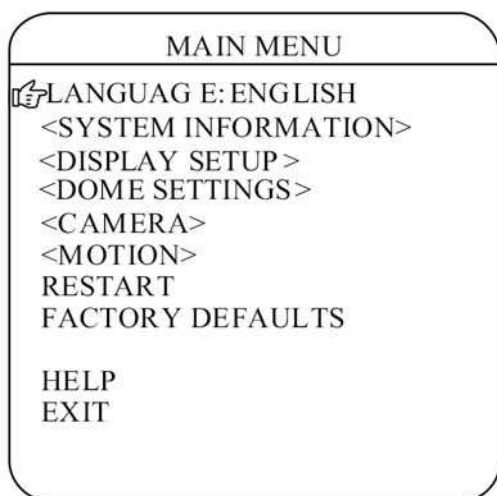 MAIN MENU
LANGUAG E: ENGLISH
<SYSTEM INFORMATION>
<DISPLAY SETUP >
<DOME SETTINGS>
<CAMERA>
<MOTION>
RESTART
FACTORY DEFAULTS
HELP
EXIT